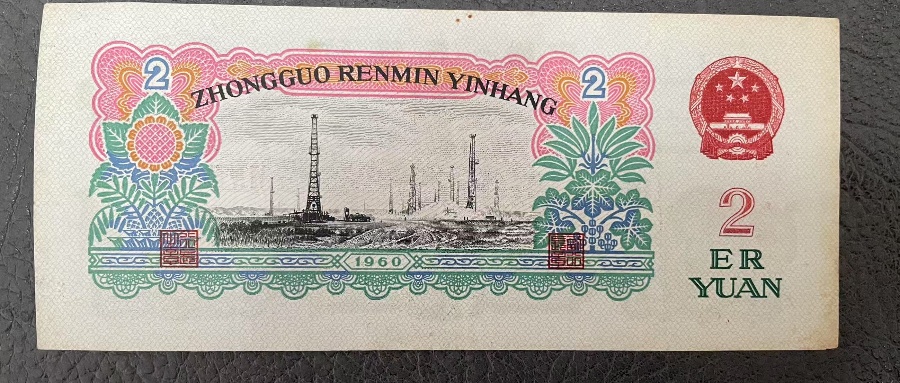 2
ZHONGGUO RENMIN YINHANG
2
1960
2
ER
YUAN